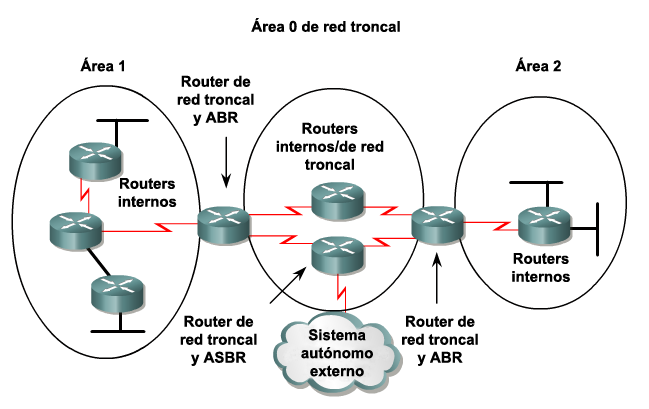 Área 0 de red troncal
Área 1
Área 2
Router de
red troncal
y ABR
Routers
internos/de red
troncal
Routers
internos
Routers
internos
Router de
red troncal
y ASBR
Sistema
autónomo
externo
Router de
red troncal
y ABR